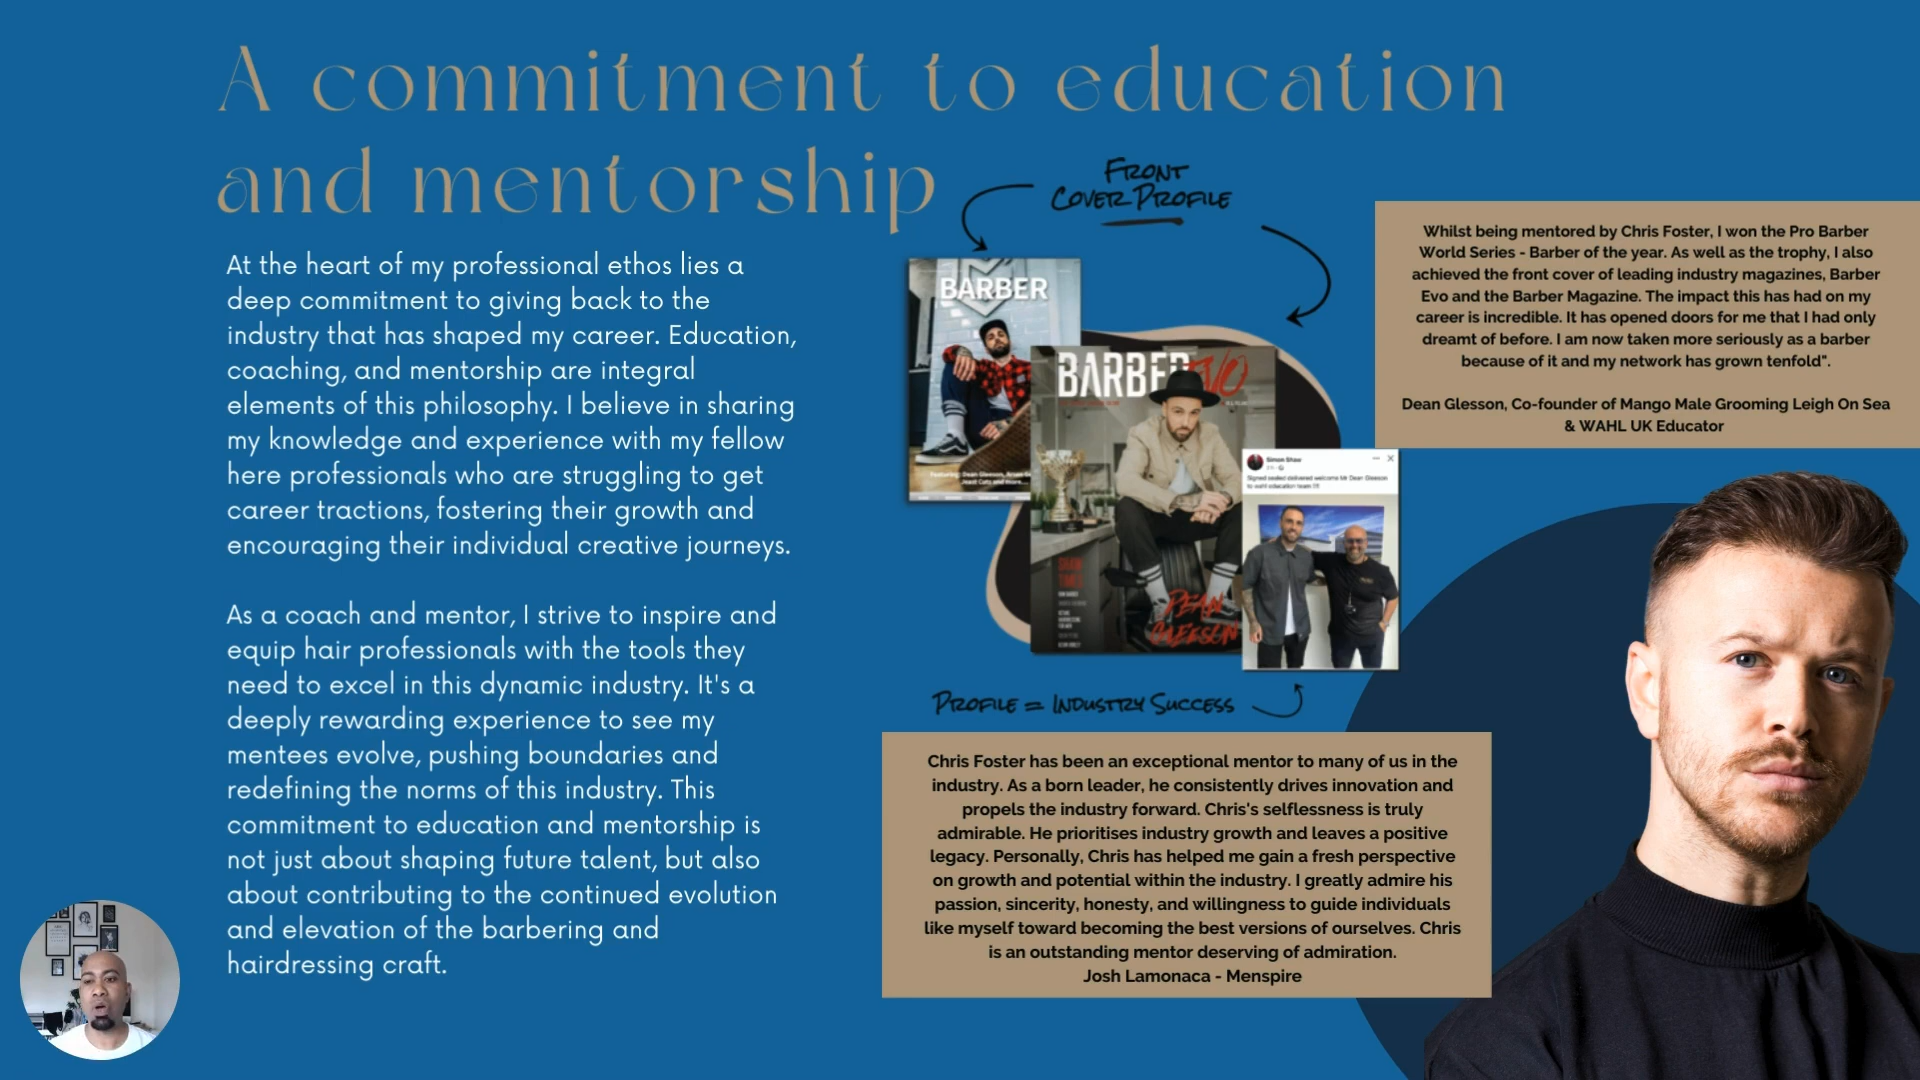 A commitment to education
and mentorship
At the heart of my professional ethos lies a
deep commitment to giving back to the
industry that has shaped my career. Education,
coaching, and mentorship are integral
elements of this philosophy. I believe in sharing
my knowledge and experience with my fellow
here professionals who are struggling to get
career tractions, fostering their growth and
encouraging their individual creative journeys.
As a coach and mentor, I strive to inspire and
equip hair professionals with the tools they
need to excel in this dynamic industry. It's a
deeply rewarding experience to see my
mentees evolve, pushing boundaries and
redefining the norms of this industry. This
commitment to education and mentorship is
not just about shaping future talent, but also
about contributing to the continued evolution
and elevation of the barbering and
hairdressing craft.
FRONT
COVER PROFILE
BARBER
BARBER EVO
DEAN
GLEESON
Simon Shaw
Signed sealed delivered welcome Mr Dean Gleeson
to wahl education team !!!
PROFILE = INDUSTRY SUCCESS
Whilst being mentored by Chris Foster, I won the Pro Barber
World Series - Barber of the year. As well as the trophy, I also
achieved the front cover of leading industry magazines, Barber
Evo and the Barber Magazine. The impact this has had on my
career is incredible. It has opened doors for me that I had only
dreamt of before. I am now taken more seriously as a barber
because of it and my network has grown tenfold".
Dean Glesson, Co-founder of Mango Male Grooming Leigh On Sea
& WAHL UK Educator
Chris Foster has been an exceptional mentor to many of us in the
industry. As a born leader, he consistently drives innovation and
propels the industry forward. Chris's selflessness is truly
admirable. He prioritises industry growth and leaves a positive
legacy. Personally, Chris has helped me gain a fresh perspective
on growth and potential within the industry. I greatly admire his
passion, sincerity, honesty, and willingness to guide individuals
like myself toward becoming the best versions of ourselves. Chris
is an outstanding mentor deserving of admiration.
Josh Lamonaca - Menspire